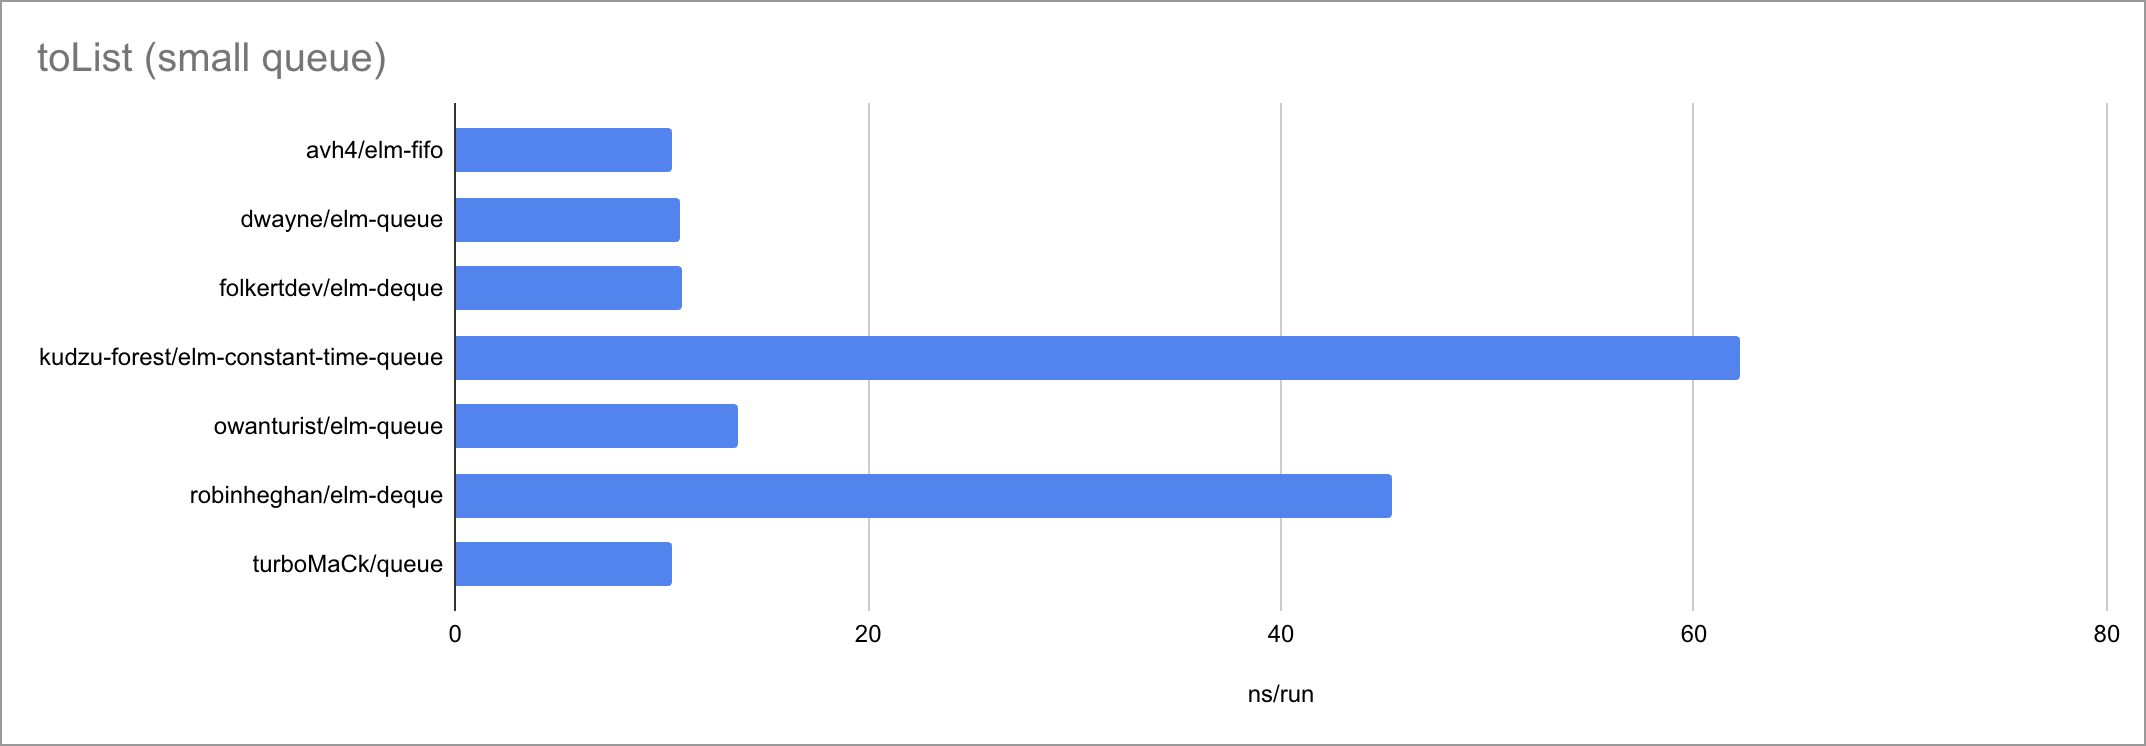 toList (small queue)
avh4/elm-fifo
dwayne/elm-queue
folkertdev/elm-deque
kudzu-forest/elm-constant-time-queue
owanturist/elm-queue
robinheghan/elm-deque
turboMaCk/queue
0 20 40 60 80
ns/run